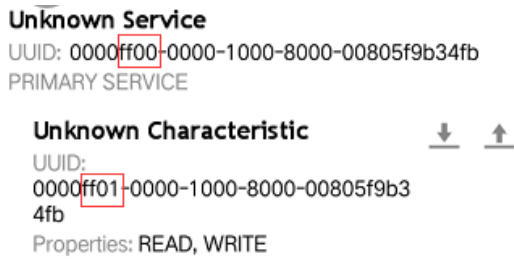 Unknown Service
UUID: 0000ff00-0000-1000-8000-00805f9b34fb
PRIMARY SERVICE
Unknown Characteristic
UUID:
0000ff01-0000-1000-8000-00805f9b3
4fb
Properties: READ, WRITE